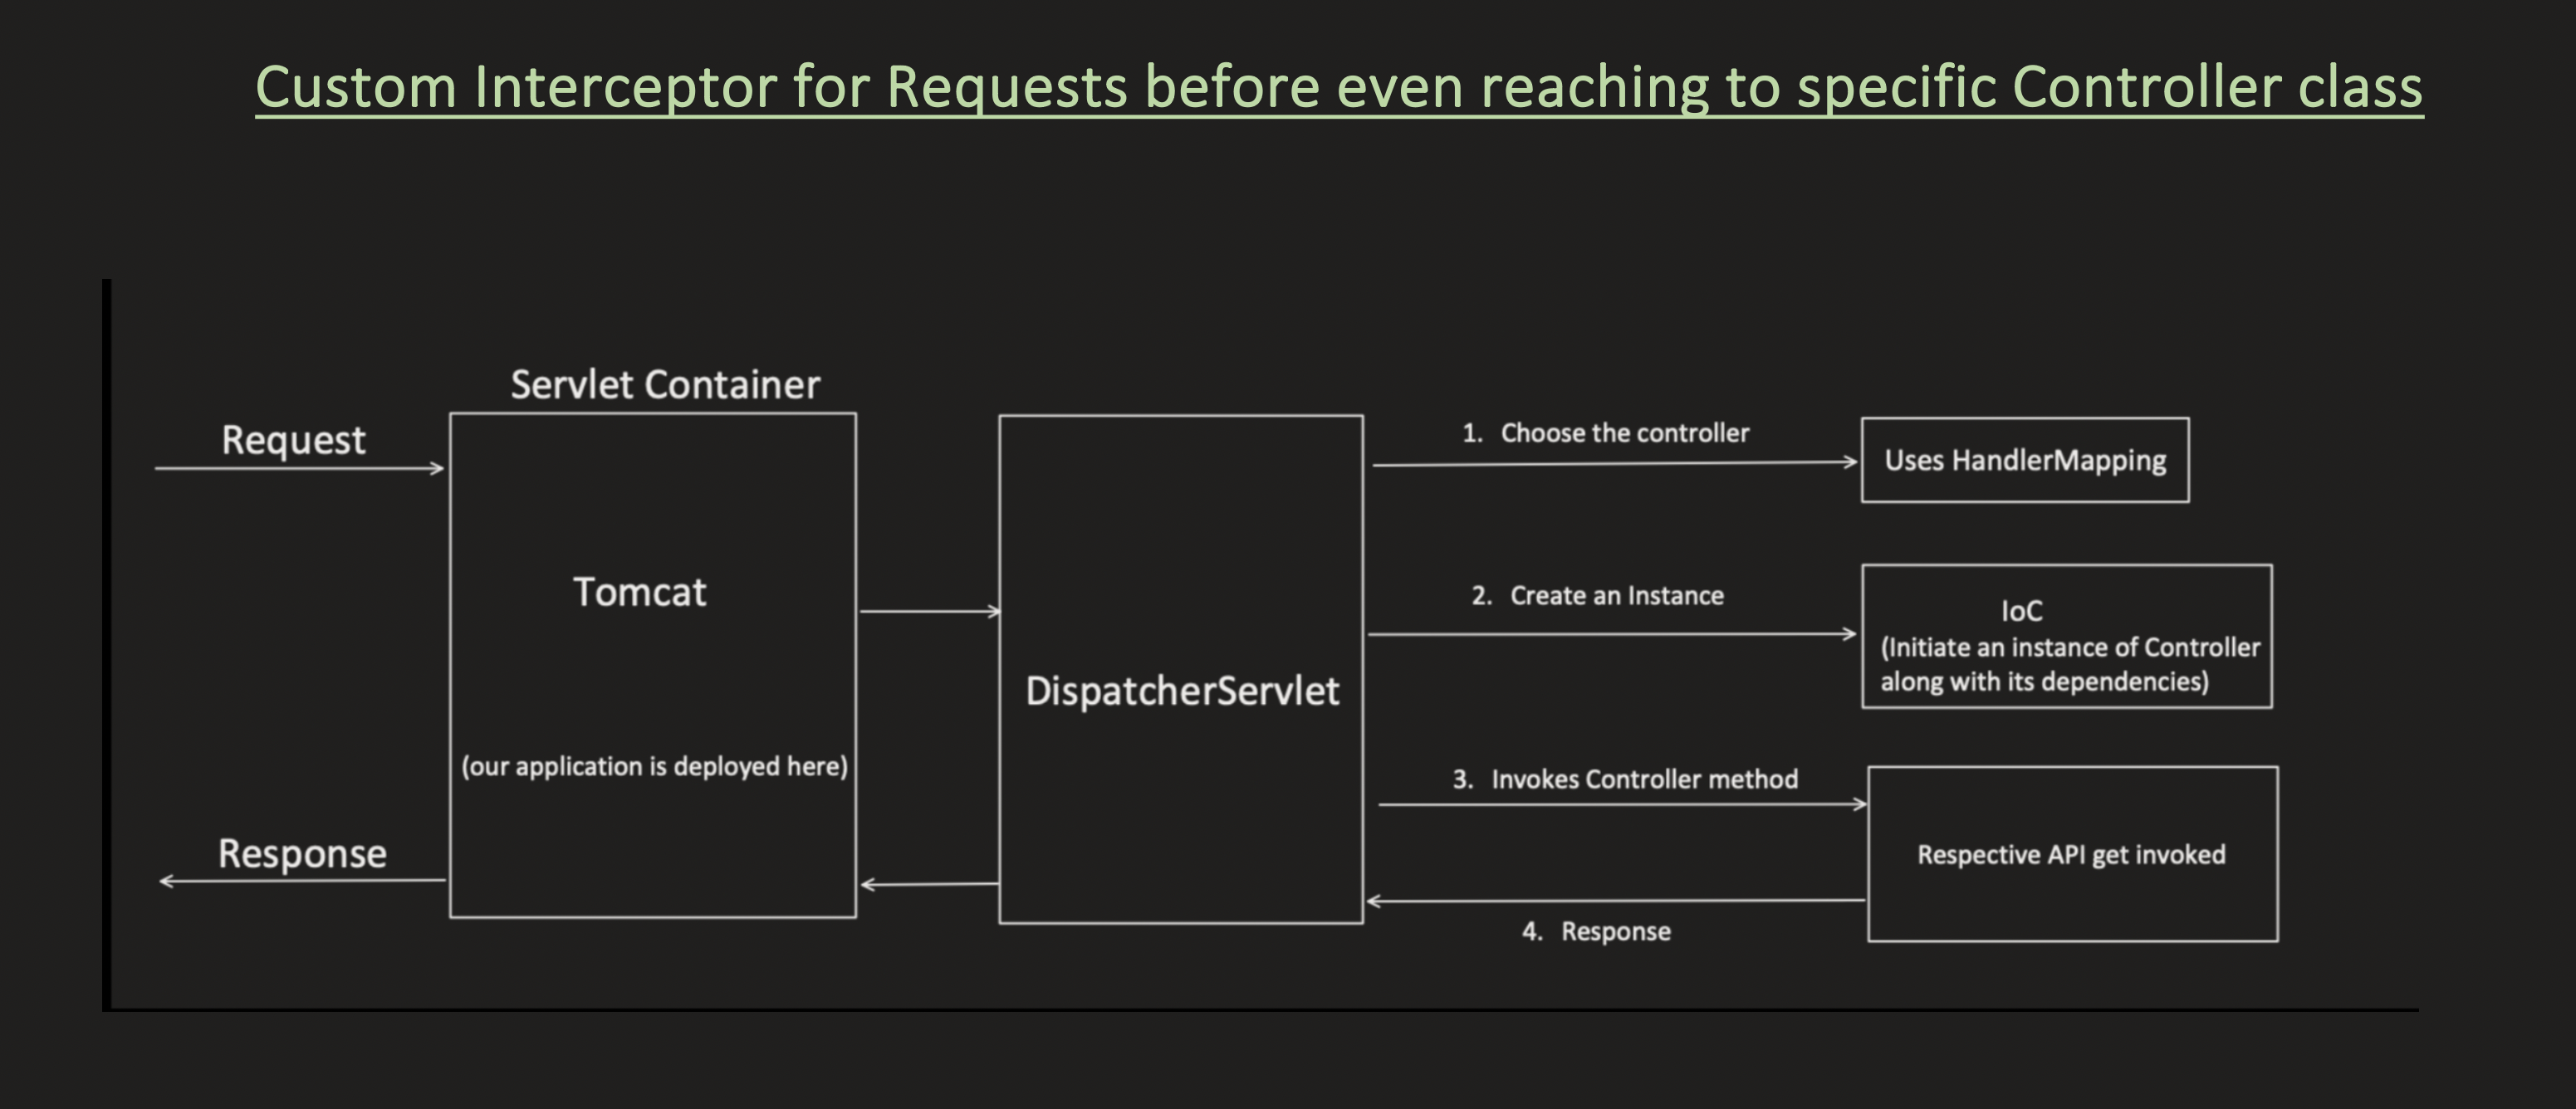 Custom Interceptor for Requests before even reaching to specific Controller class
Servlet Container
Request
Tomcat
(our application is deployed here)
Response
DispatcherServlet
1. Choose the controller
Uses HandlerMapping
2. Create an Instance
IoC
(Initiate an instance of Controller
along with its dependencies)
3. Invokes Controller method
Respective API get invoked
4. Response